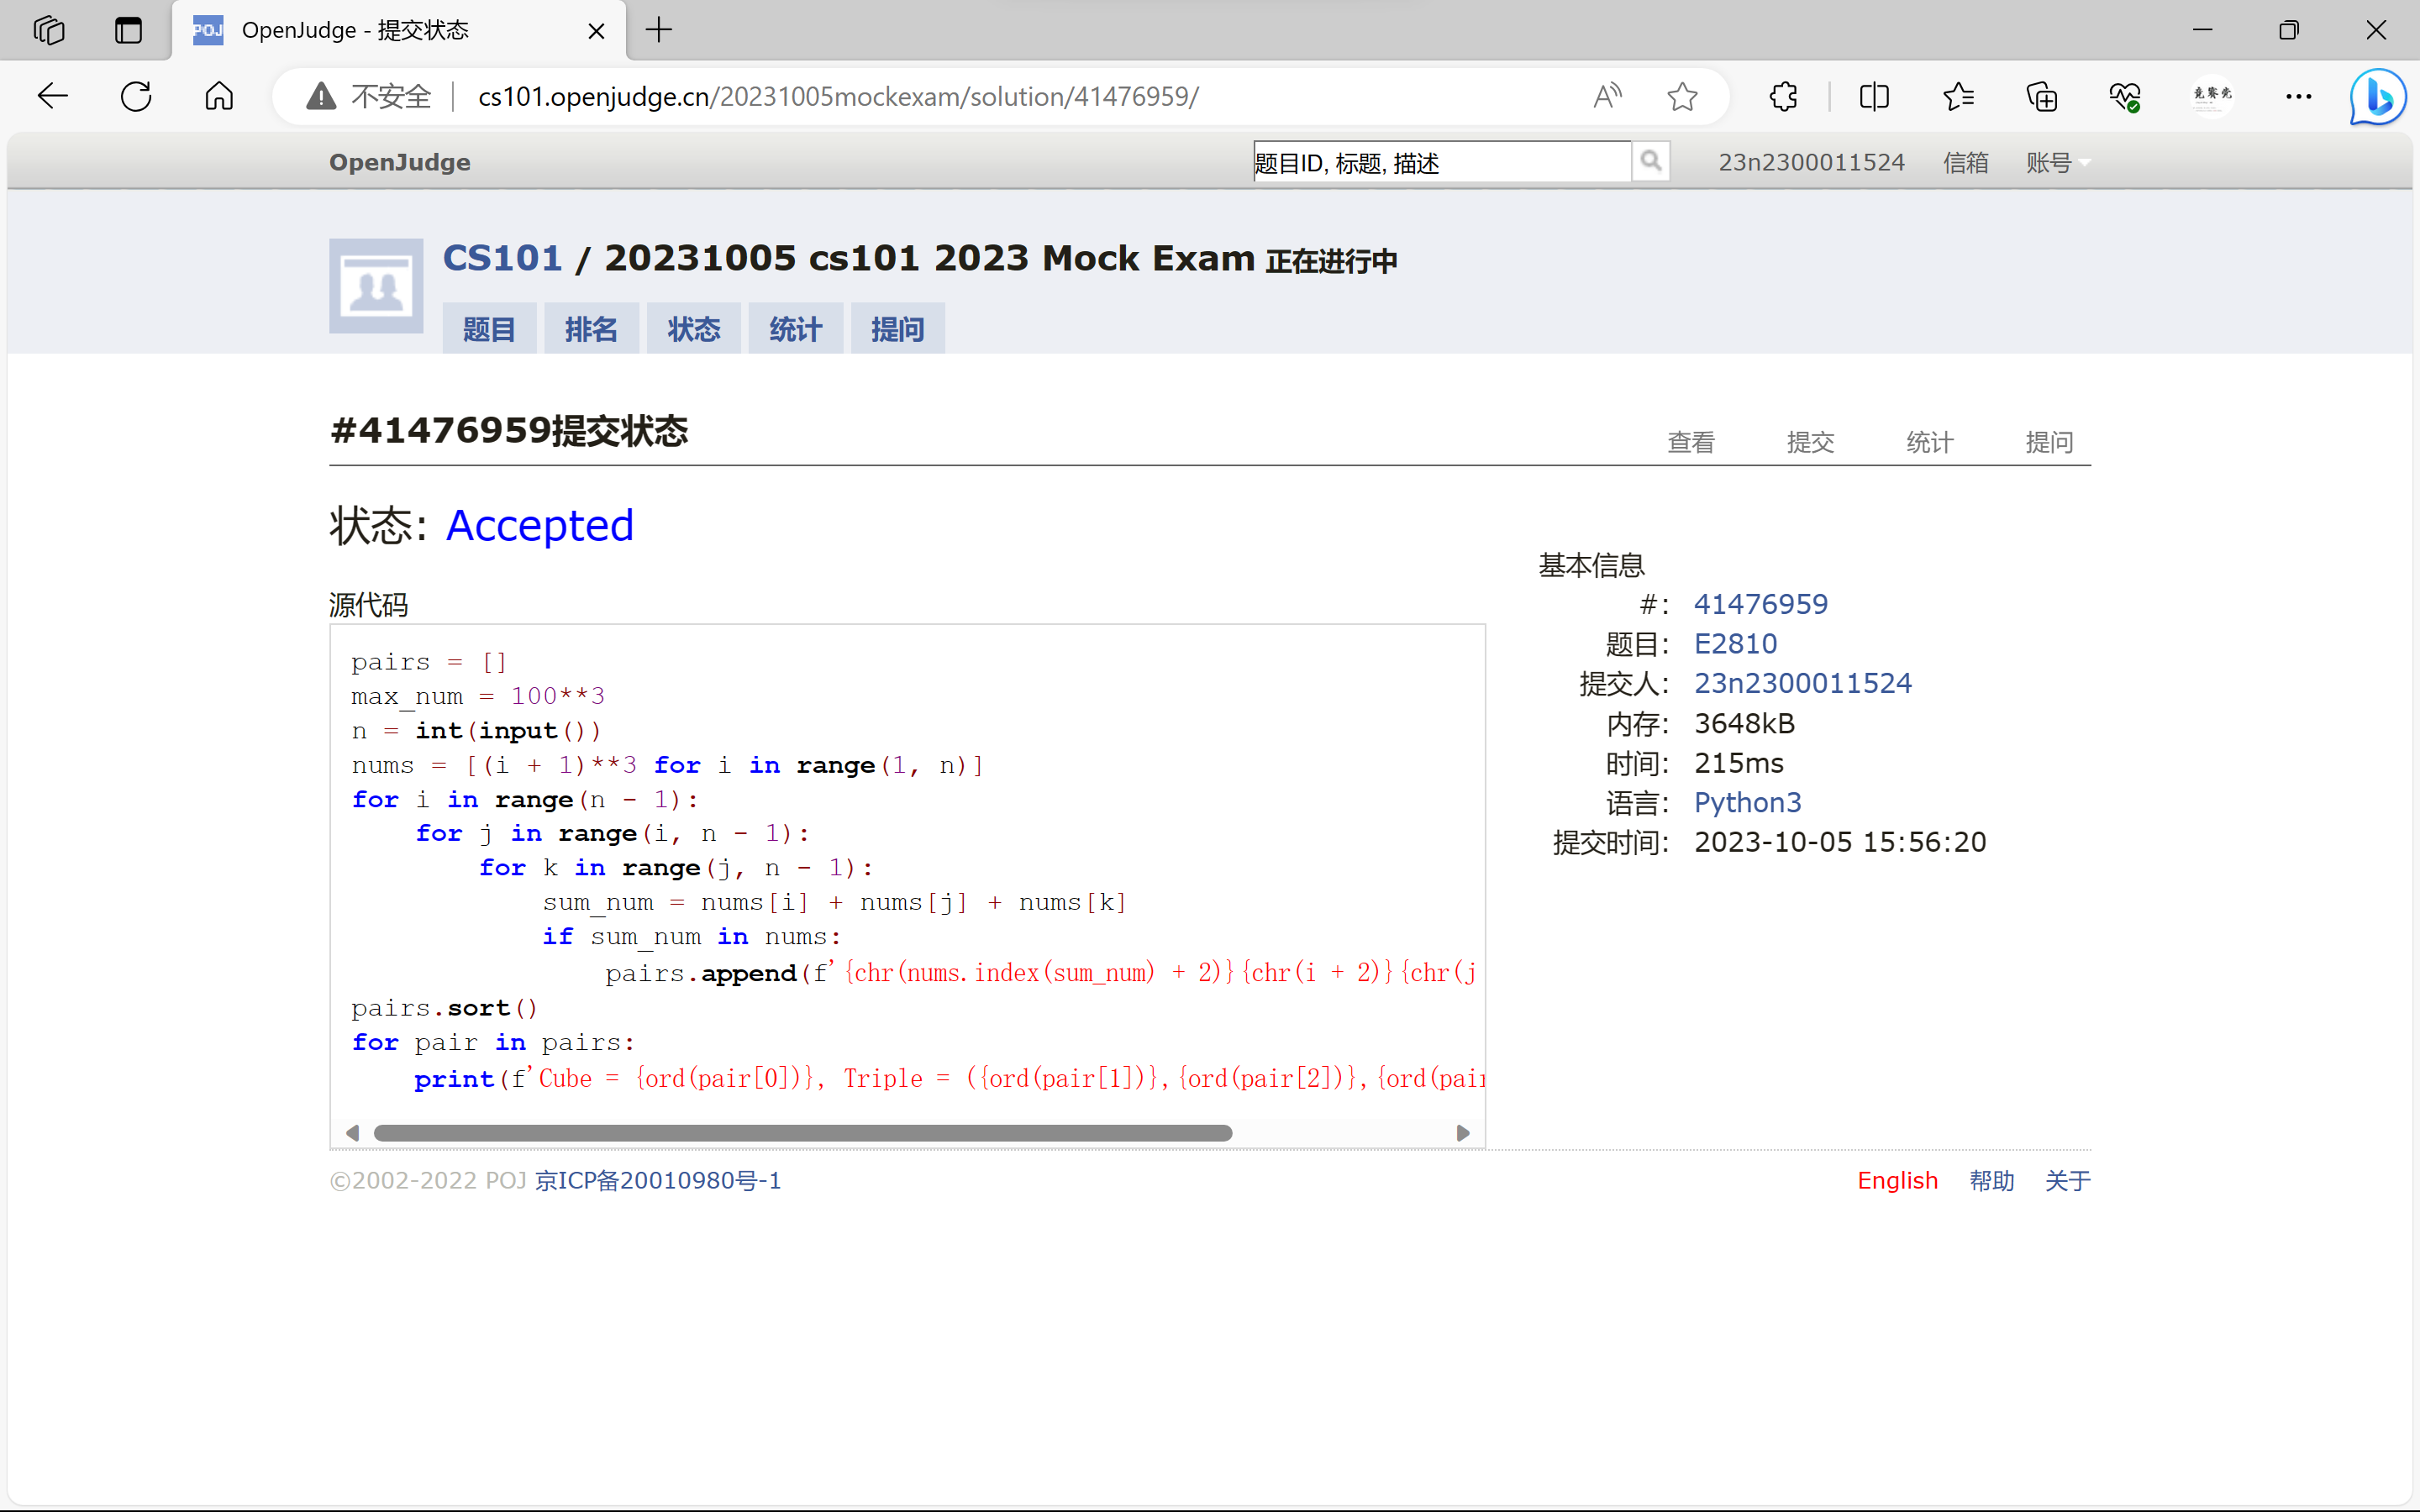 POJ OpenJudge - 提交状态
不安全 cs101.openjudge.cn/20231005mockexam/solution/41476959/
OpenJudge 题目ID, 标题, 描述 23n2300011524 信箱 账号
CS101 / 20231005 cs101 2023 Mock Exam 正在进行中
题目 排名 状态 统计 提问
#41476959提交状态 查看 提交 统计 提问
状态: Accepted
源代码
pairs = []
max_num = 100**3
n = int(input())
nums = [(i + 1)**3 for i in range(1, n)]
for i in range(n - 1):
    for j in range(i, n - 1):
        for k in range(j, n - 1):
            sum_num = nums[i] + nums[j] + nums[k]
            if sum_num in nums:
                pairs.append(f'{chr(nums.index(sum_num) + 2)}{chr(i + 2)}{chr(j
pairs.sort()
for pair in pairs:
    print(f'Cube = {ord(pair[0])}, Triple = ({ord(pair[1])},{ord(pair[2])},{ord(pair
基本信息
#: 41476959
题目: E2810
提交人: 23n2300011524
内存: 3648kB
时间: 215ms
语言: Python3
提交时间: 2023-10-05 15:56:20
©2002-2022 POJ 京ICP备20010980号-1 English 帮助 关于